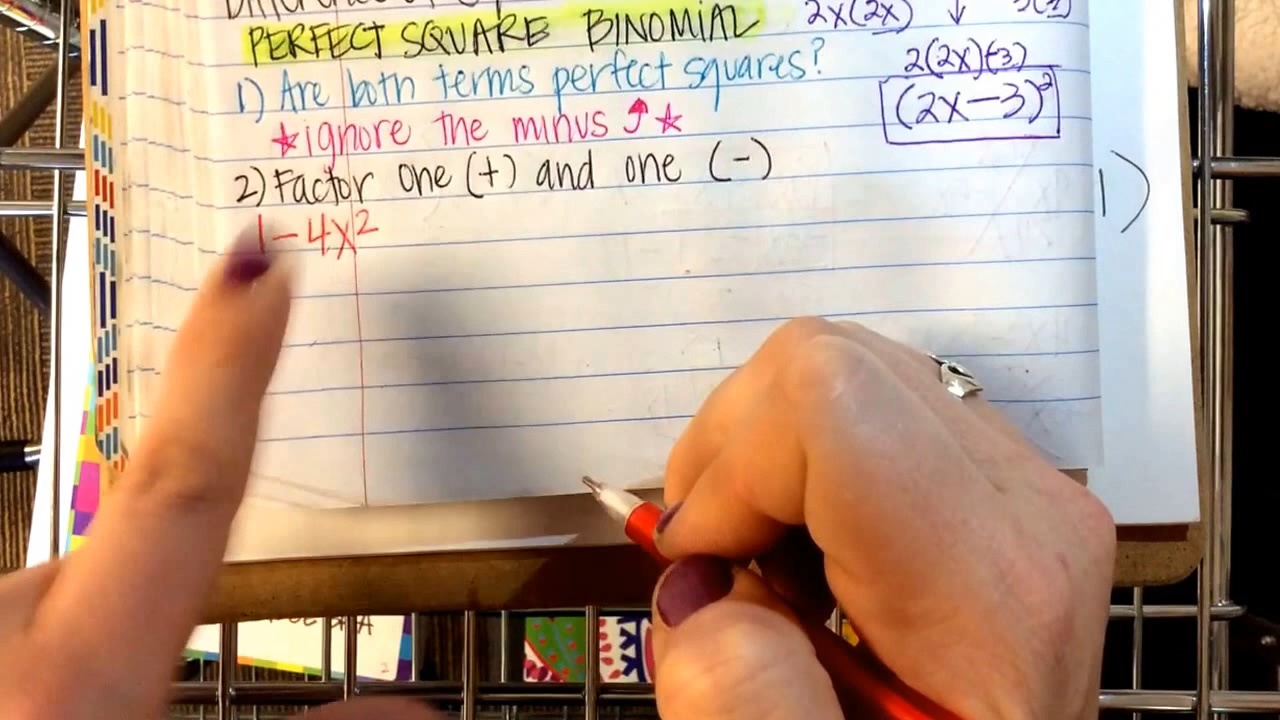 PERFECT SQUARE BINOMIAL
1) Are both terms perfect squares?
★ignore the minus ★
2) Factor one (+) and one (-)
1-4x²
2x(2x)
2(2x)(-3)
(2x-3)²
1)